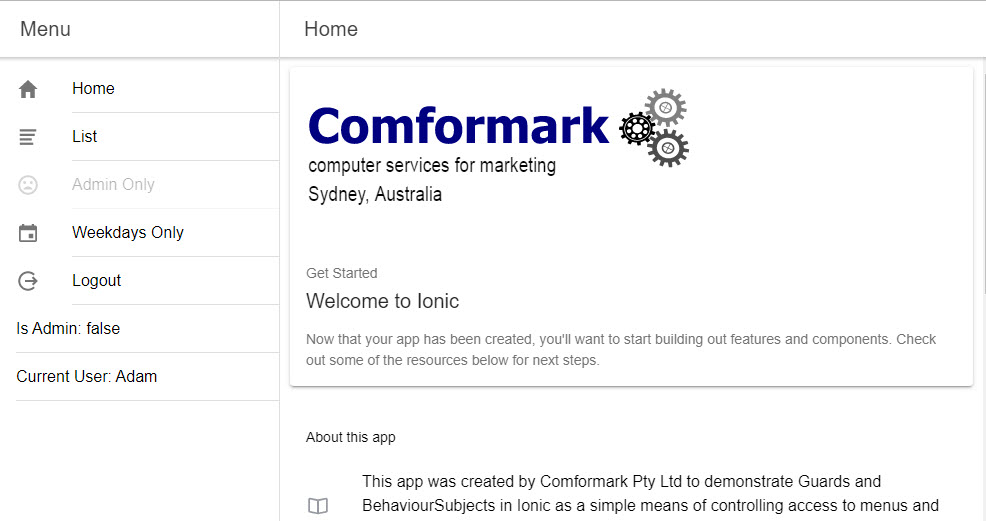 Menu
Home
Home
List
Admin Only
Weekdays Only
Logout
Is Admin: false
Current User: Adam
Comformark
computer services for marketing
Sydney, Australia
Get Started
Welcome to Ionic
Now that your app has been created, you'll want to start building out features and components. Check
out some of the resources below for next steps.
About this app
This app was created by Comformark Pty Ltd to demonstrate Guards and
BehaviourSubjects in Ionic as a simple means of controlling access to menus and